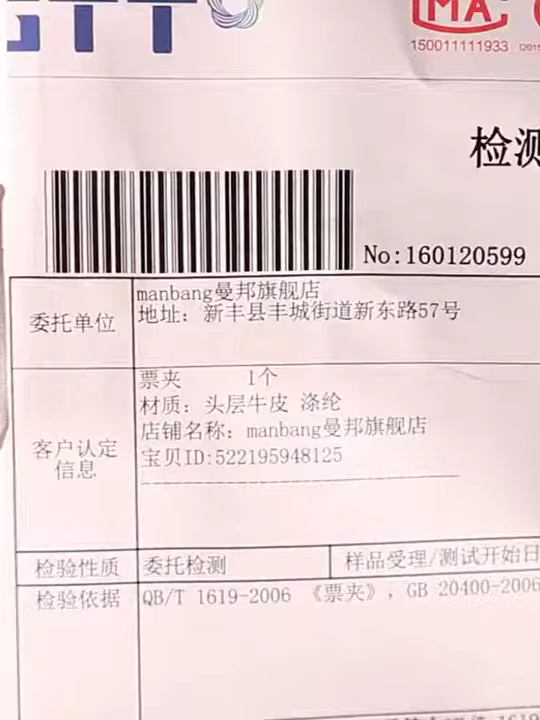 MA
150011111933
检测
No:160120599
委托单位
manbang曼邦旗舰店
地址: 新丰县丰城街道新东路57号
客户认定
信息
票夹 1个
材质: 头层牛皮 涤纶
店铺名称: manbang曼邦旗舰店
宝贝ID:522195948125
检验性质 委托检测 样品受理/测试开始日
检验依据 QB/T 1619-2006 《票夹》, GB 20400-2006